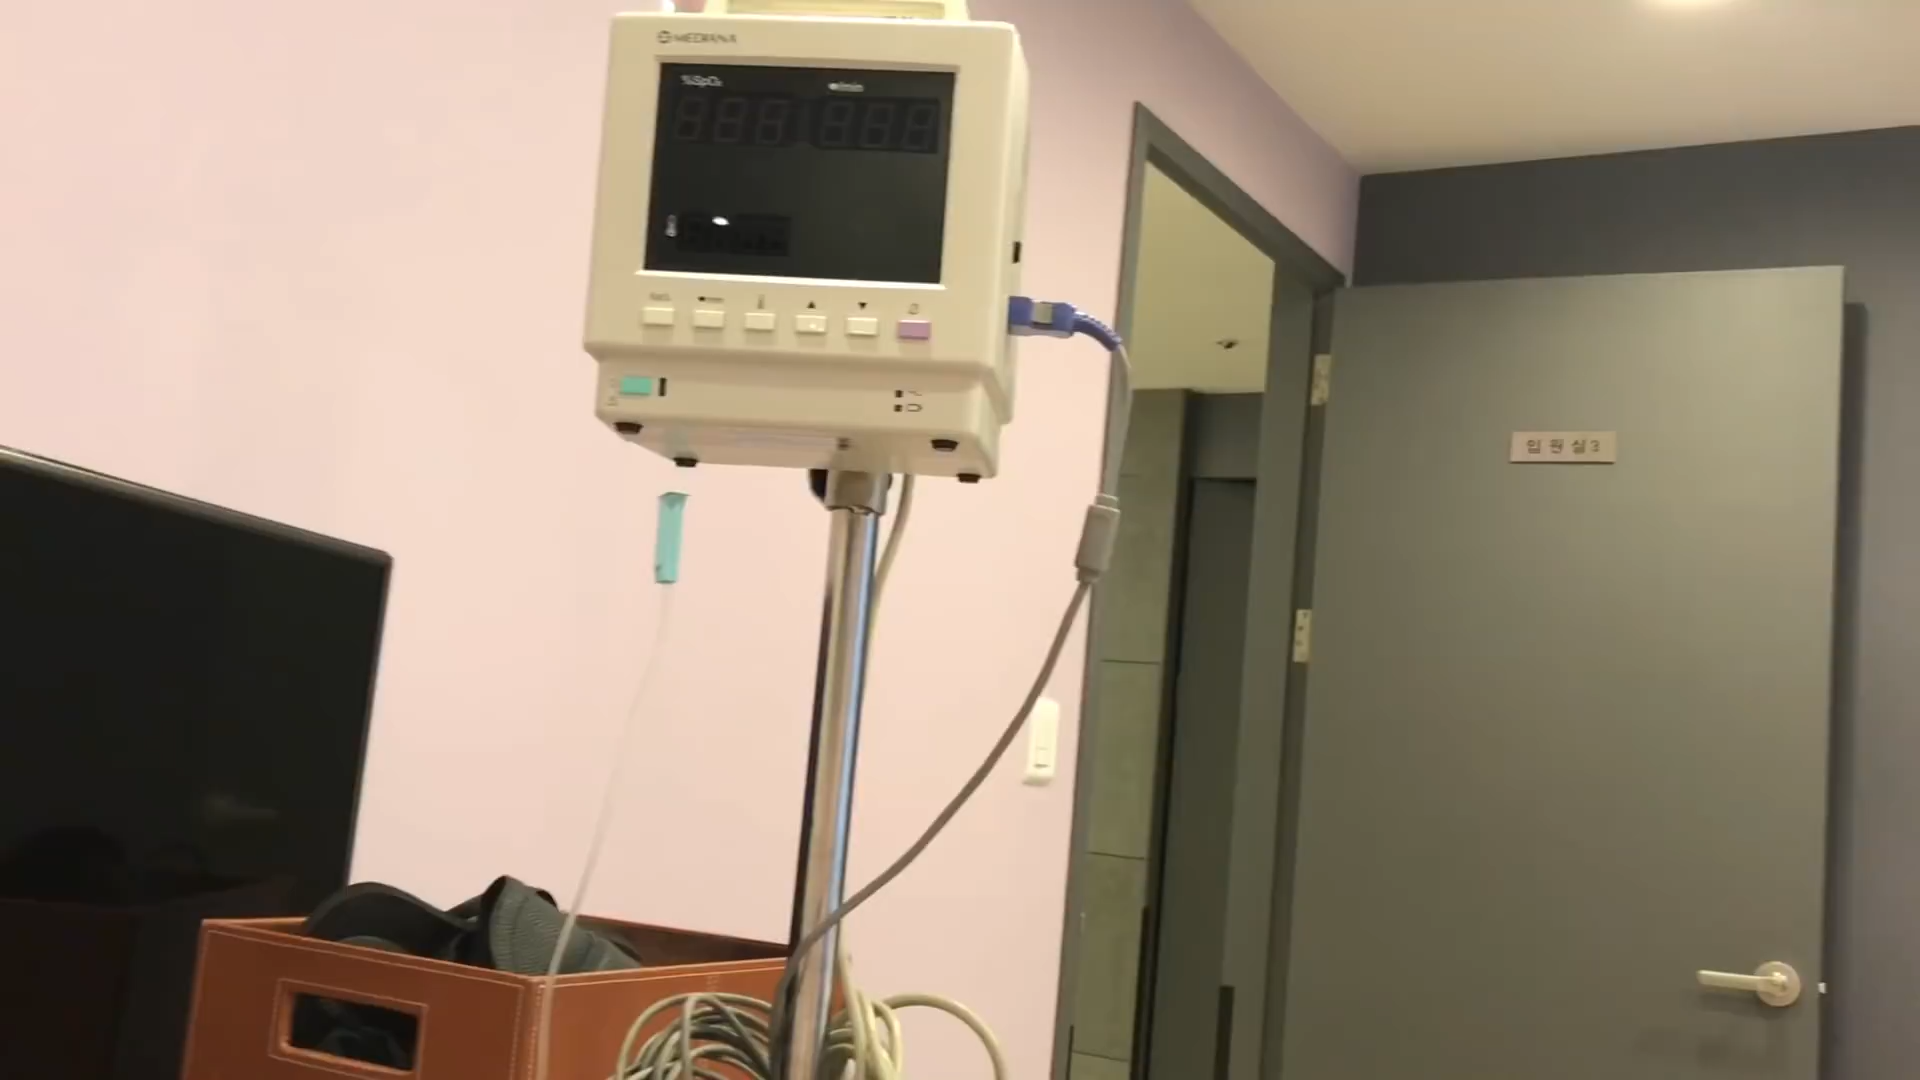 MEDIANA
%SpO₂
/min
입원실3